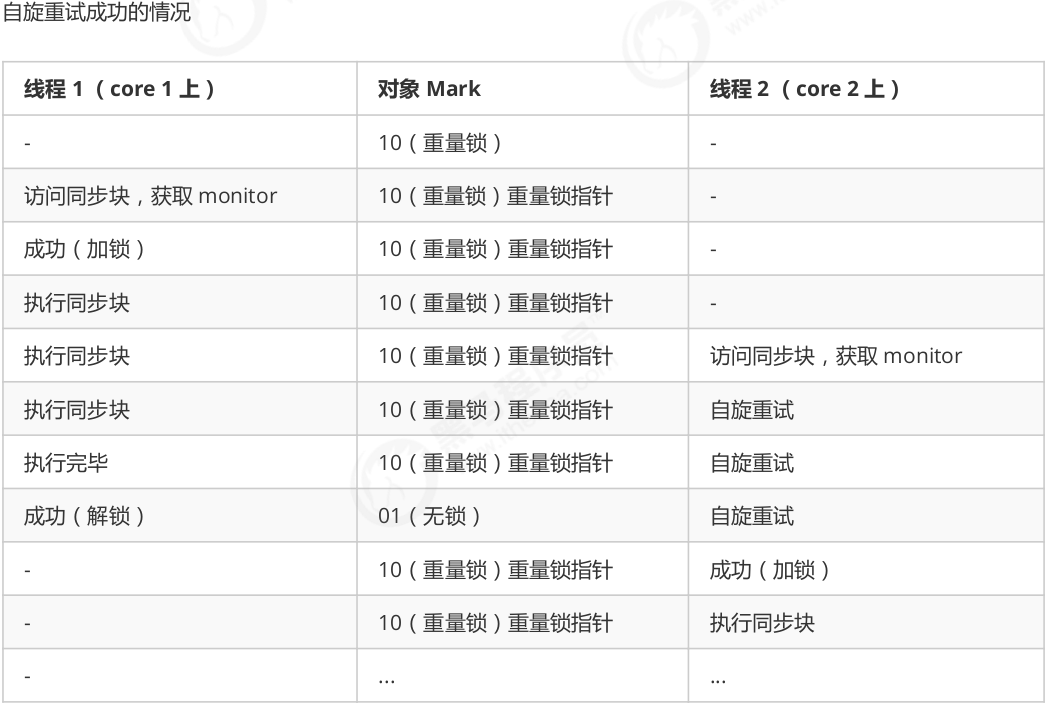 自旋重试成功的情况
线程 1 （core 1 上） 对象 Mark 线程 2 （core 2 上）
- 10（重量锁） -
访问同步块，获取 monitor 10（重量锁）重量锁指针 -
成功（加锁） 10（重量锁）重量锁指针 -
执行同步块 10（重量锁）重量锁指针 -
执行同步块 10（重量锁）重量锁指针 访问同步块，获取 monitor
执行同步块 10（重量锁）重量锁指针 自旋重试
执行完毕 10（重量锁）重量锁指针 自旋重试
成功（解锁） 01（无锁） 自旋重试
- 10（重量锁）重量锁指针 成功（加锁）
- 10（重量锁）重量锁指针 执行同步块
- ... ...